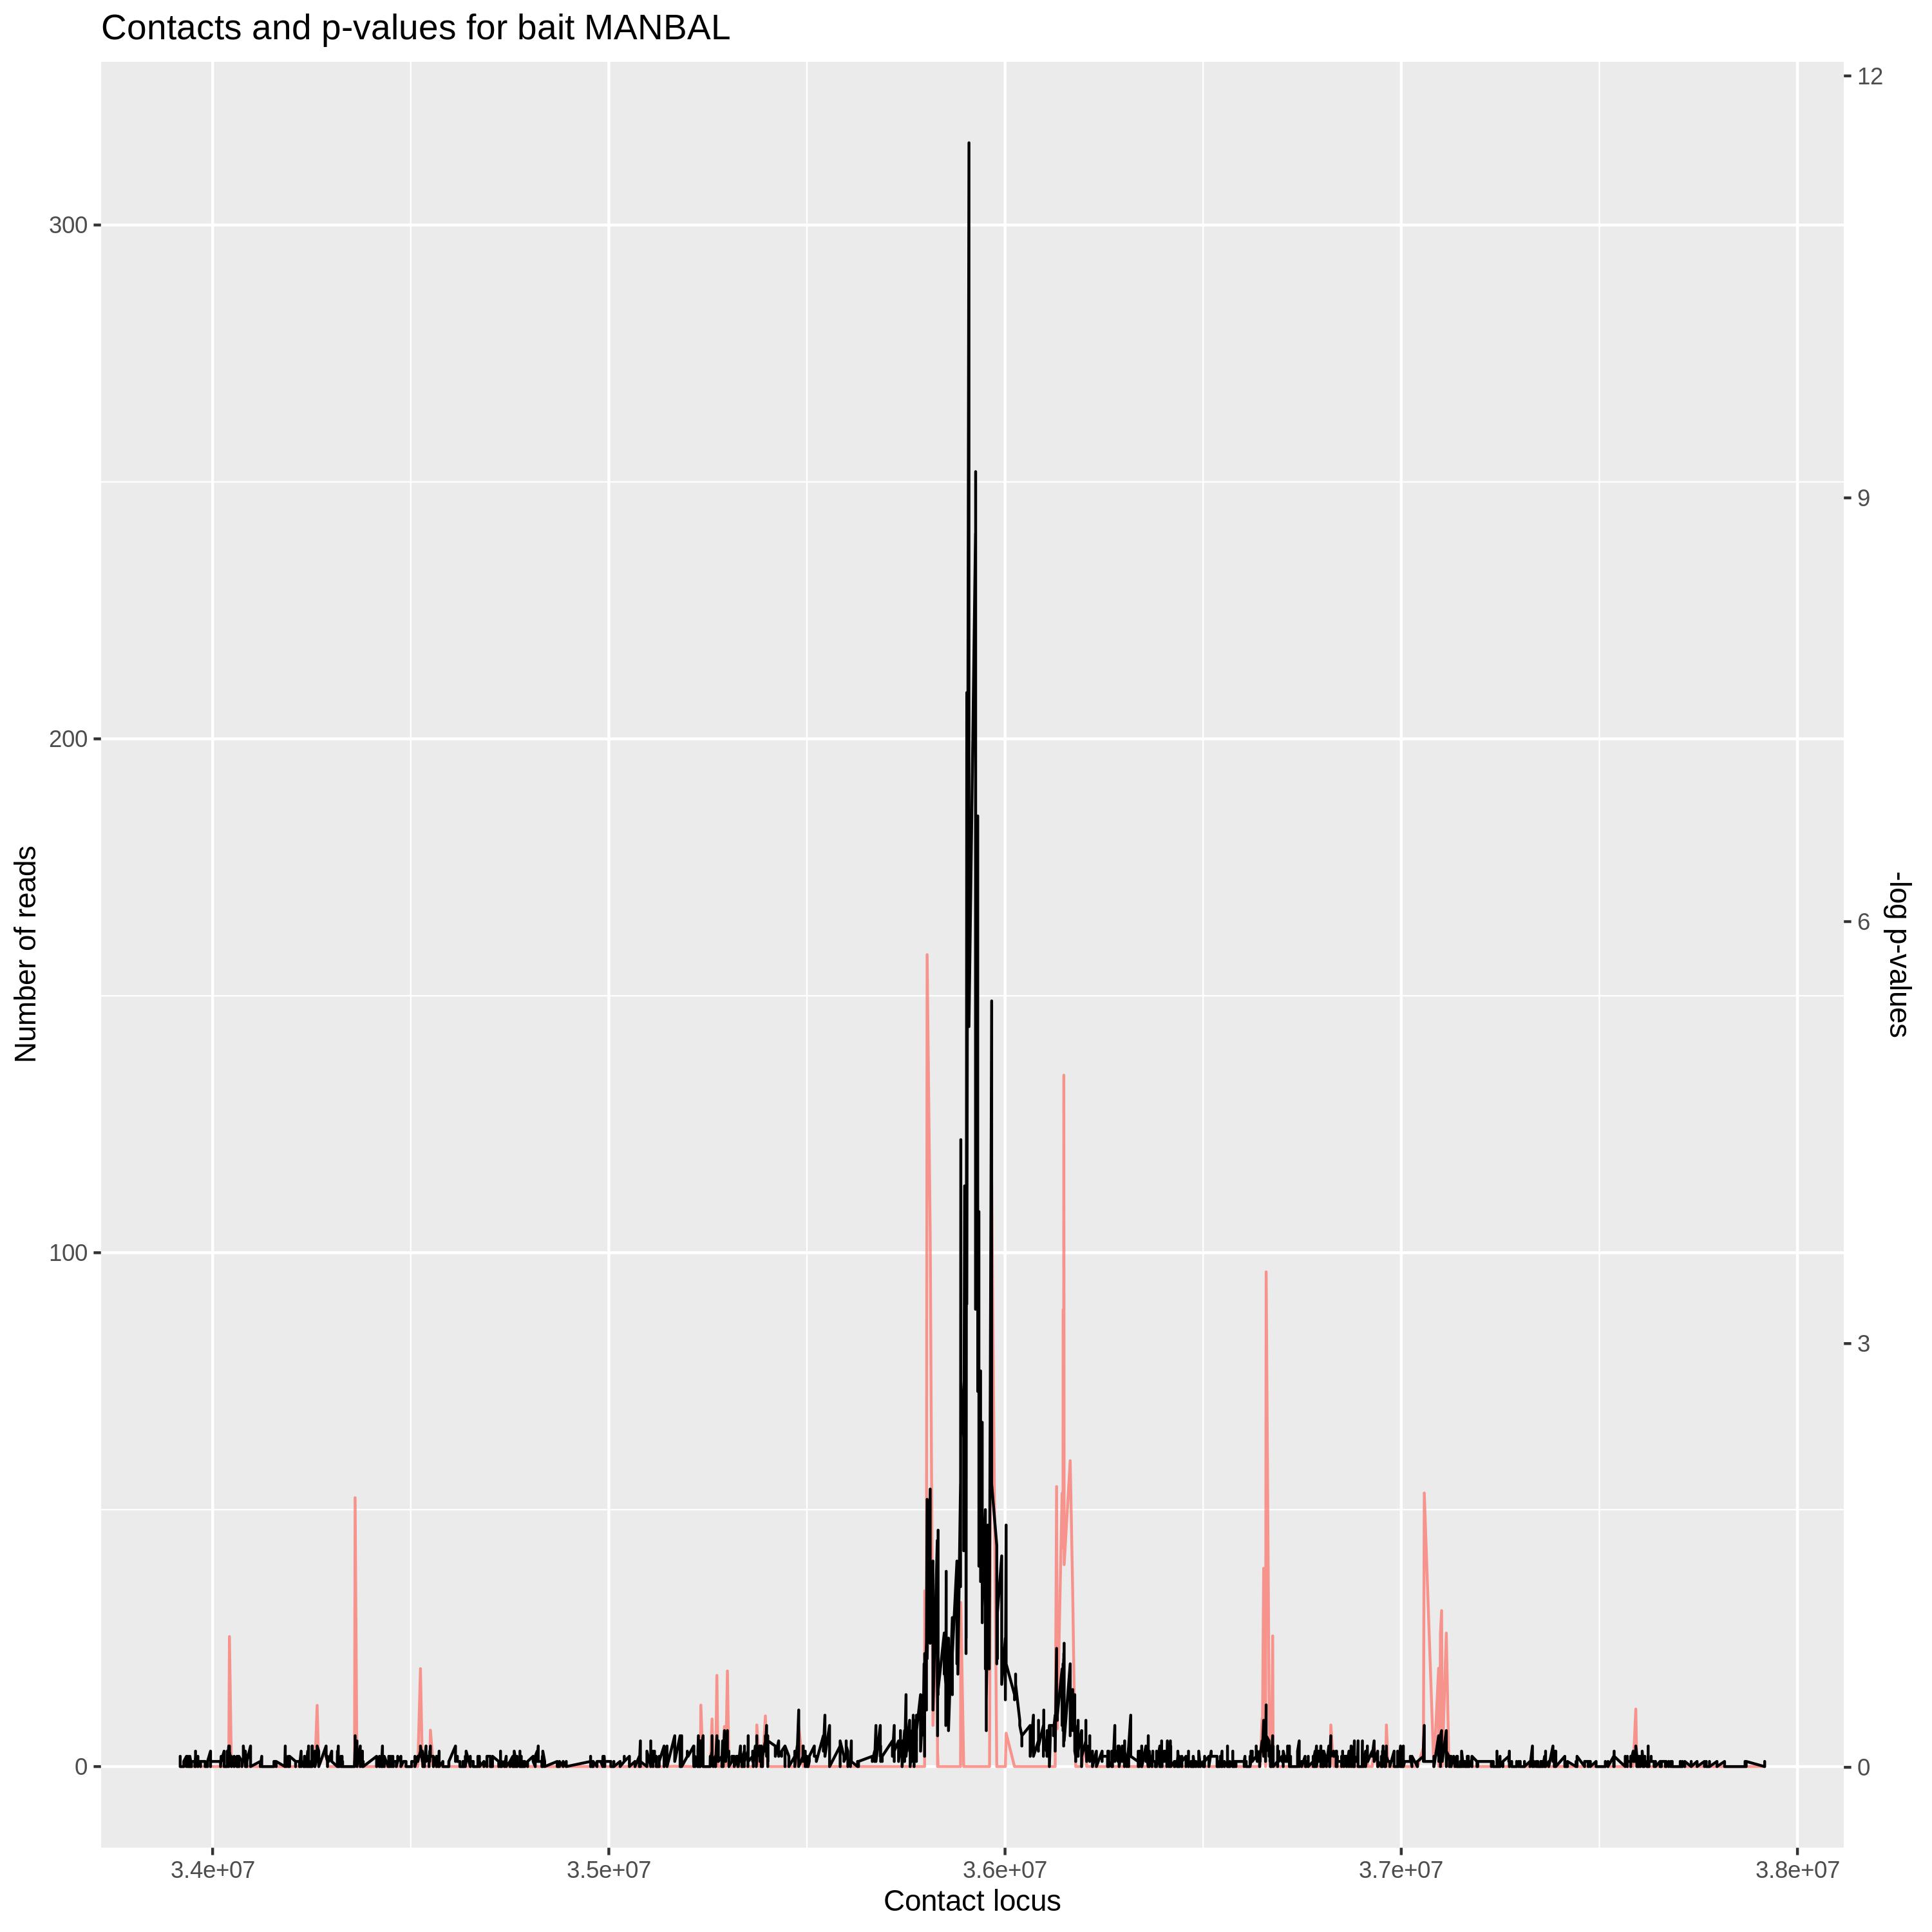 Contacts and p-values for bait MANBAL
Number of reads
300
200
100
0
12
9
6
3
0
-log p-values
3.4e+07
3.5e+07
3.6e+07
3.7e+07
3.8e+07
Contact locus